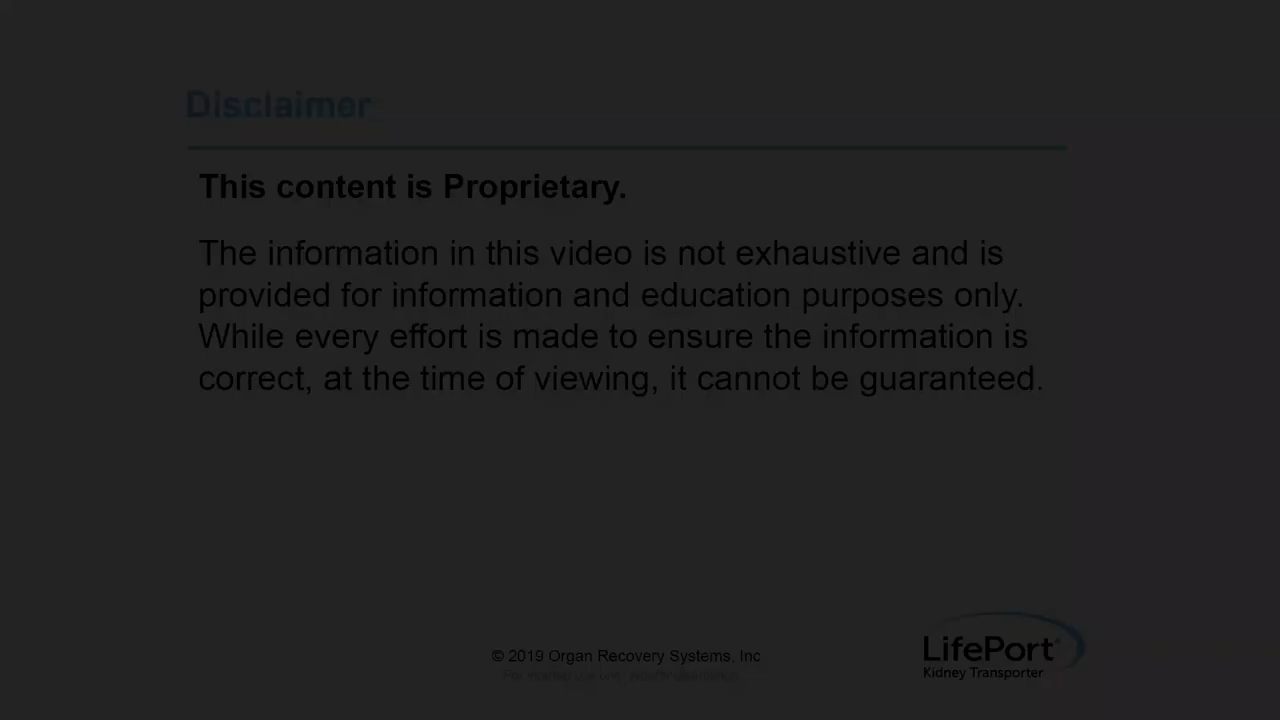 Disclaimer
This content is Proprietary.
The information in this video is not exhaustive and is
provided for information and education purposes only.
While every effort is made to ensure the information is
correct, at the time of viewing, it cannot be guaranteed.
© 2019 Organ Recovery Systems, Inc
LifePort®
Kidney Transporter